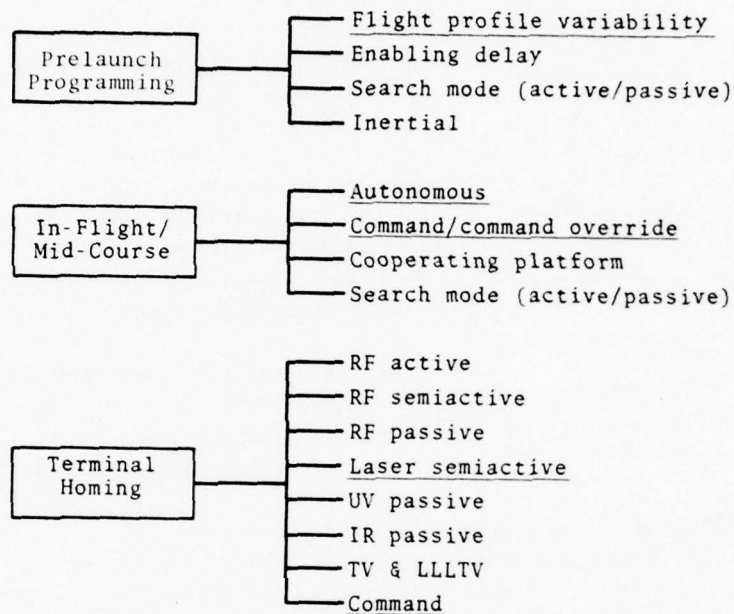 Prelaunch
Programming
Flight profile variability
Enabling delay
Search mode (active/passive)
Inertial
In-Flight/
Mid-Course
Autonomous
Command/command override
Cooperating platform
Search mode (active/passive)
Terminal
Homing
RF active
RF semiactive
RF passive
Laser semiactive
UV passive
IR passive
TV & LLLTV
Command